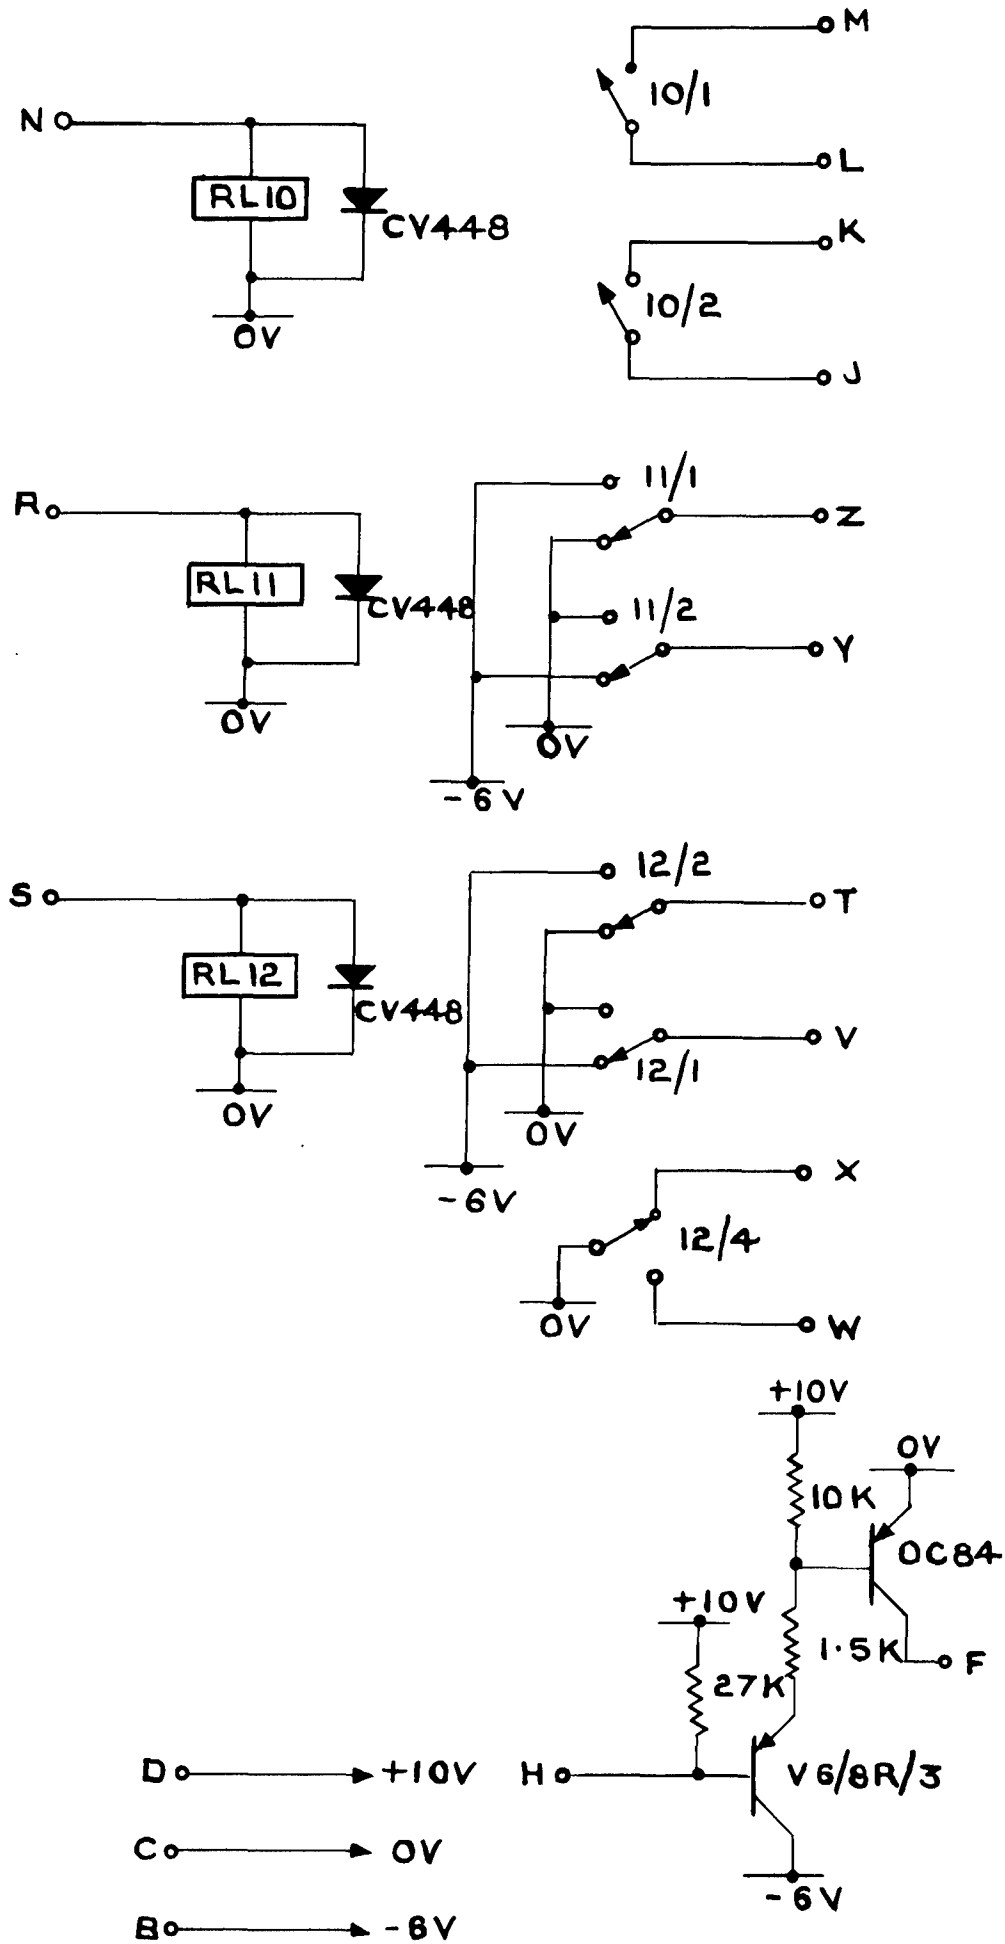 M
10/1
N
L
RL10
CV448
K
10/2
0V
J
11/1
R
Z
RL11
CV448
11/2
Y
0V
0V
-6V
12/2
S
T
RL12
CV448
V
12/1
0V
0V
-6V
X
12/4
0V
W
+10V
0V
10K
OC84
+10V
1.5K
F
27K
D
+10V
H
V6/8R/3
C
0V
-6V
B
-6V